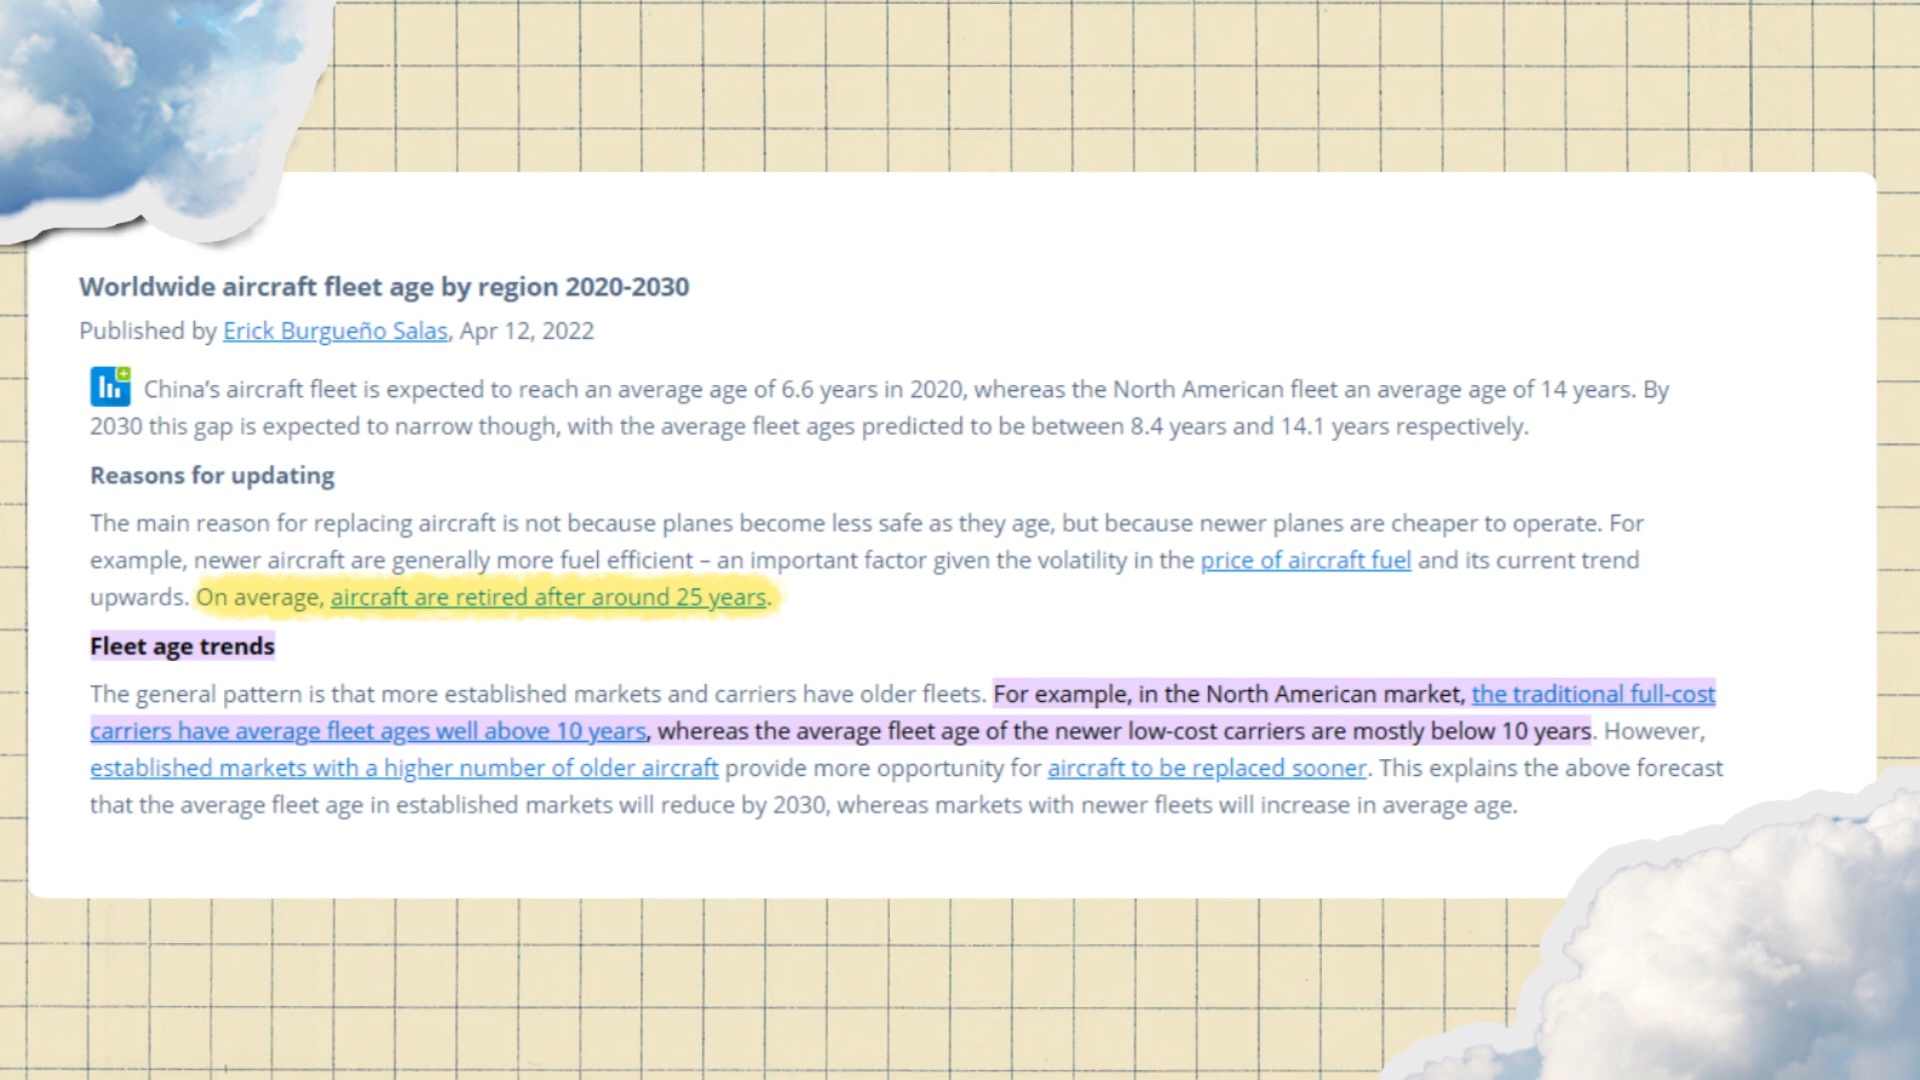 Worldwide aircraft fleet age by region 2020-2030
Published by Erick Burgueño Salas, Apr 12, 2022
China's aircraft fleet is expected to reach an average age of 6.6 years in 2020, whereas the North American fleet an average age of 14 years. By
2030 this gap is expected to narrow though, with the average fleet ages predicted to be between 8.4 years and 14.1 years respectively.
Reasons for updating
The main reason for replacing aircraft is not because planes become less safe as they age, but because newer planes are cheaper to operate. For
example, newer aircraft are generally more fuel efficient – an important factor given the volatility in the price of aircraft fuel and its current trend
upwards. On average, aircraft are retired after around 25 years.
Fleet age trends
The general pattern is that more established markets and carriers have older fleets. For example, in the North American market, the traditional full-cost
carriers have average fleet ages well above 10 years, whereas the average fleet age of the newer low-cost carriers are mostly below 10 years. However,
established markets with a higher number of older aircraft provide more opportunity for aircraft to be replaced sooner. This explains the above forecast
that the average fleet age in established markets will reduce by 2030, whereas markets with newer fleets will increase in average age.